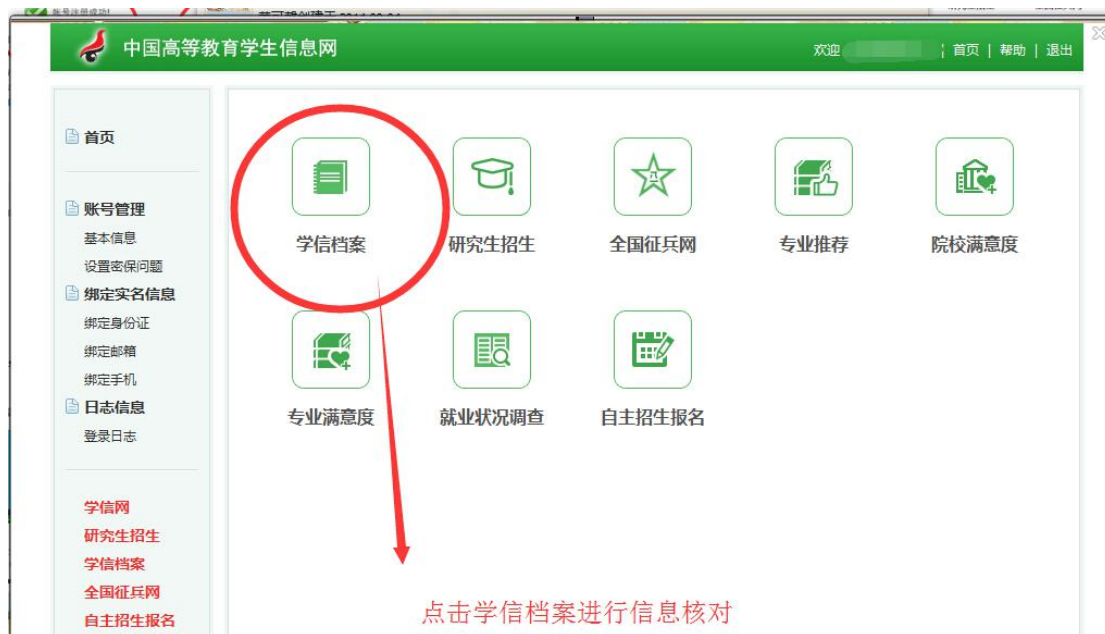 账号注册成功!
中国高等教育学生信息网
欢迎
首页 | 帮助 | 退出
首页
账号管理
基本信息
设置密保问题
绑定实名信息
绑定身份证
绑定邮箱
绑定手机
日志信息
登录日志
学信网
研究生招生
学信档案
全国征兵网
自主招生报名
学信档案
研究生招生
全国征兵网
专业推荐
院校满意度
专业满意度
就业状况调查
自主招生报名
点击学信档案进行信息核对